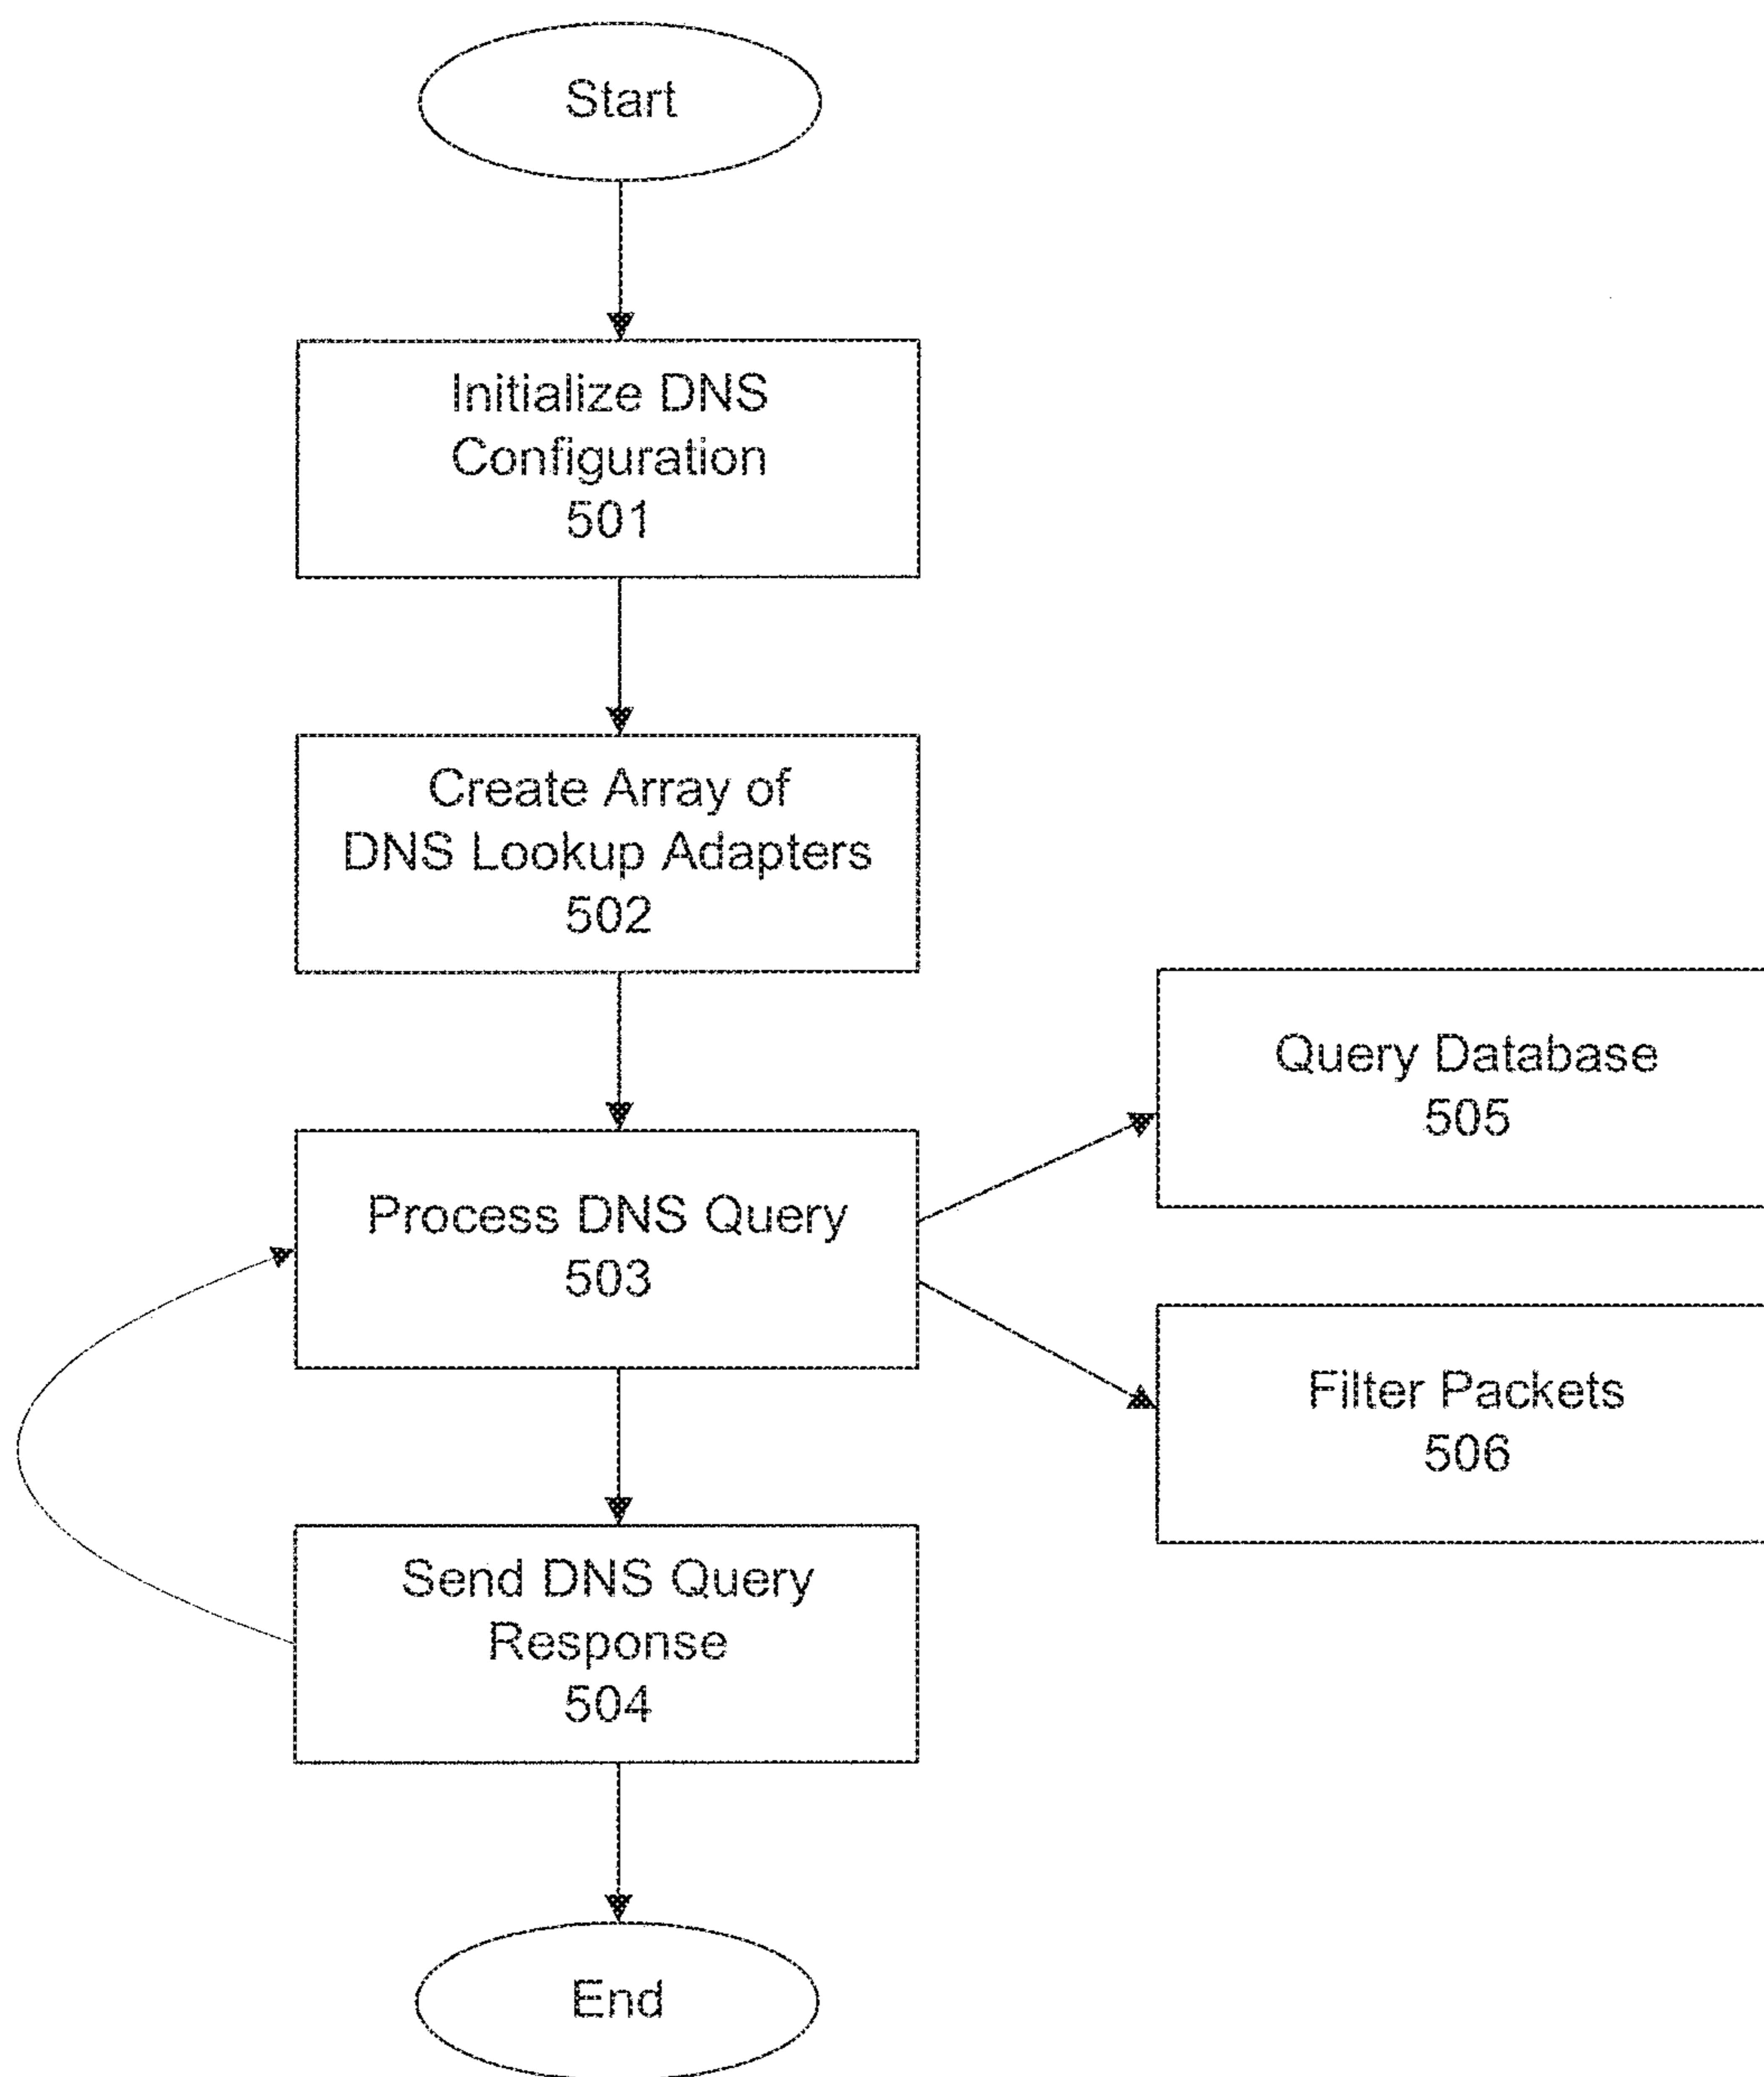 Start
Initialize DNS
Configuration
501
Create Array of
DNS Lookup Adapters
502
Process DNS Query
503
Query Database
505
Filter Packets
506
Send DNS Query
Response
504
End